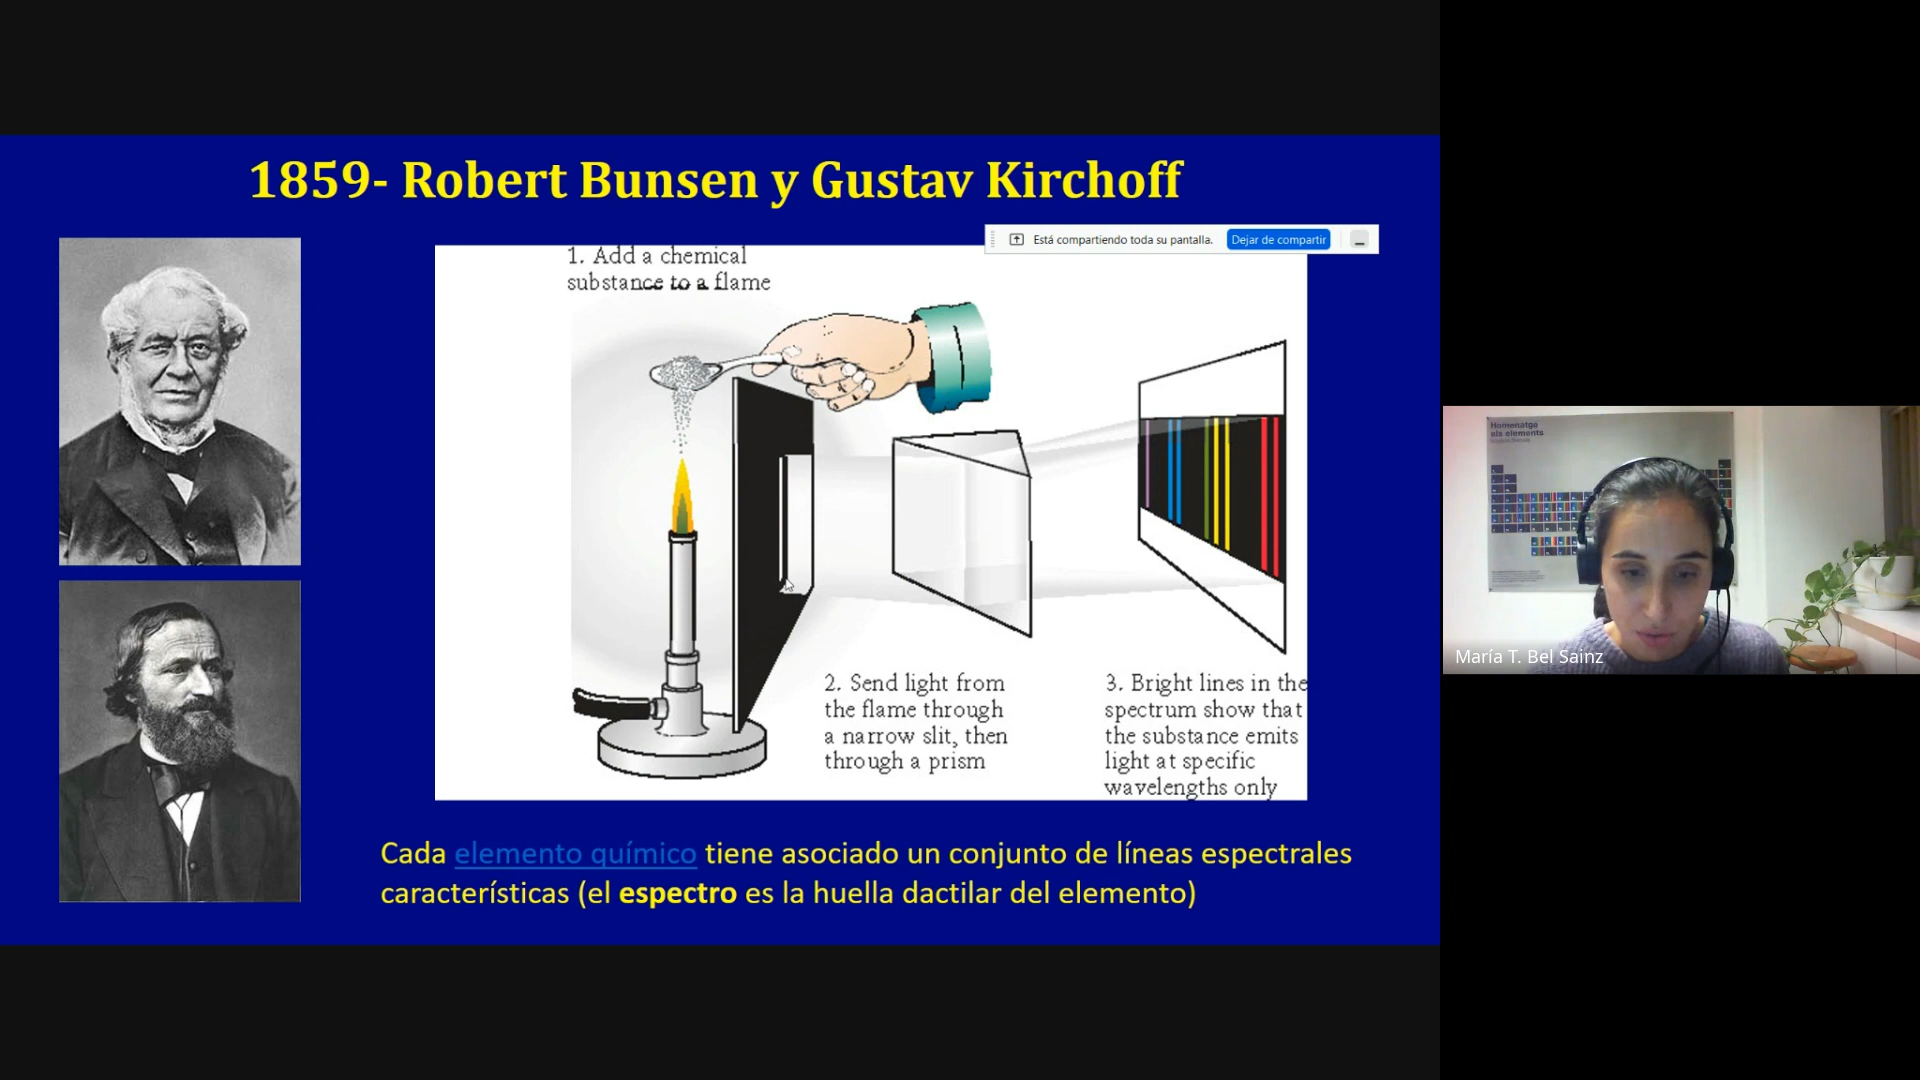 1859- Robert Bunsen y Gustav Kirchoff
Está compartiendo toda su pantalla.
Dejar de compartir
1. Add a chemical
substance to a flame
2. Send light from
the flame through
a narrow slit, then
through a prism
3. Bright lines in the
spectrum show that
the substance emits
light at specific
wavelengths only
Cada elemento químico tiene asociado un conjunto de líneas espectrales
características (el espectro es la huella dactilar del elemento)
Homenatge
als elements
María T. Bel Sainz